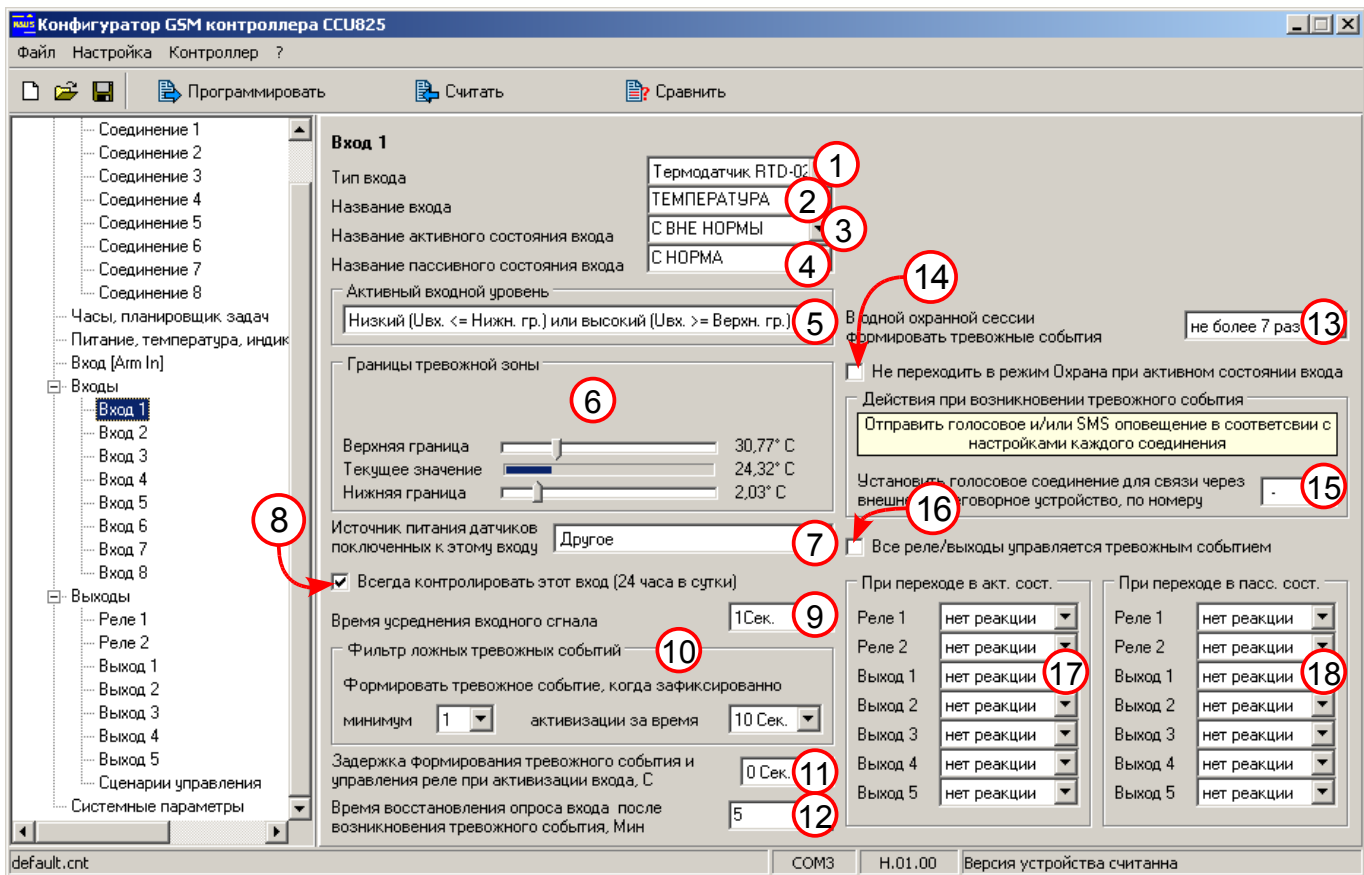 Конфигуратор GSM контроллера CCU825
Файл Настройка Контроллер ?
Программировать Считать Сравнить
Соединение 1
Соединение 2
Соединение 3
Соединение 4
Соединение 5
Соединение 6
Соединение 7
Соединение 8
Часы, планировщик задач
Питание, температура, индик
Вход [Arm In]
Входы
Вход 1
Вход 2
Вход 3
Вход 4
Вход 5
Вход 6
Вход 7
Вход 8
Выходы
Реле 1
Реле 2
Выход 1
Выход 2
Выход 3
Выход 4
Выход 5
Сценарии управления
Системные параметры
Вход 1
Тип входа Термодатчик RTD-02 1
Название входа ТЕМПЕРАТУРА 2
Название активного состояния входа С ВНЕ НОРМЫ 3
Название пассивного состояния входа С НОРМА 4
Активный входной уровень
Низкий (Uвх. <= Нижн. гр.) или высокий (Uвх. >= Верхн. гр.) 5
Границы тревожной зоны
6
Верхняя граница 30,77° C
Текущее значение 24,32° C
Нижняя граница 2,03° C
8
Источник питания датчиков
поключенных к этому входу Другое 7
Всегда контролировать этот вход (24 часа в сутки)
Время усреднения входного сгнала 1Сек. 9
Фильтр ложных тревожных событий 10
Формировать тревожное событие, когда зафиксированно
минимум 1 активизации за время 10 Сек.
Задержка формирования тревожного события и
управления реле при активизации входа, С 0 Сек. 11
Время восстановления опроса входа после
возникновения тревожного события, Мин 5 12
14
В одной охранной сессии
формировать тревожные события не более 7 раз 13
Не переходить в режим Охрана при активном состоянии входа
Действия при возникновении тревожного события
Отправить голосовое и/или SMS оповещение в соответсвии с
настройками каждого соединения
Установить голосовое соединение для связи через
переговорное устройство, по номеру - 15
16
Все реле/выходы управляется тревожным событием
При переходе в акт. сост.
Реле 1 нет реакции
Реле 2 нет реакции
Выход 1 нет реакции 17
Выход 2 нет реакции
Выход 3 нет реакции
Выход 4 нет реакции
Выход 5 нет реакции
При переходе в пасс. сост.
Реле 1 нет реакции
Реле 2 нет реакции
Выход 1 нет реакции 18
Выход 2 нет реакции
Выход 3 нет реакции
Выход 4 нет реакции
Выход 5 нет реакции
default.cnt COM3 H.01.00 Версия устройства считанна